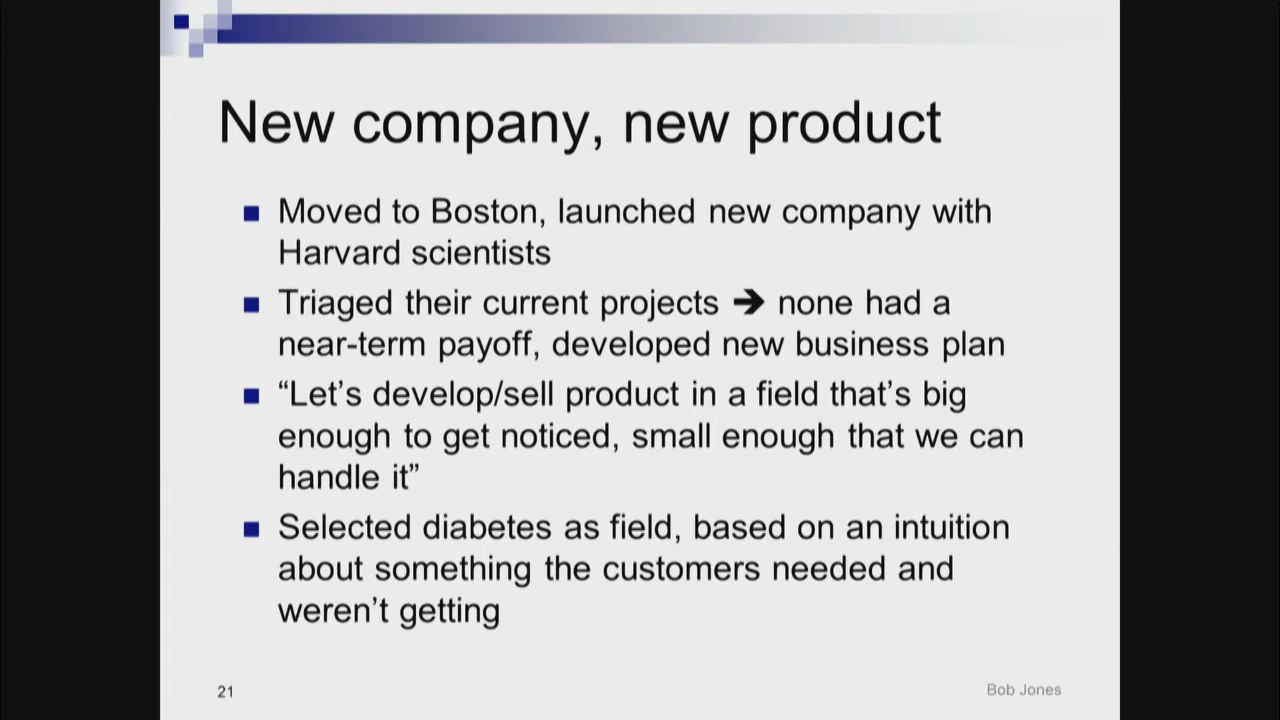 New company, new product
Moved to Boston, launched new company with
Harvard scientists
Triaged their current projects ➔ none had a
near-term payoff, developed new business plan
“Let’s develop/sell product in a field that’s big
enough to get noticed, small enough that we can
handle it”
Selected diabetes as field, based on an intuition
about something the customers needed and
weren’t getting
21
Bob Jones